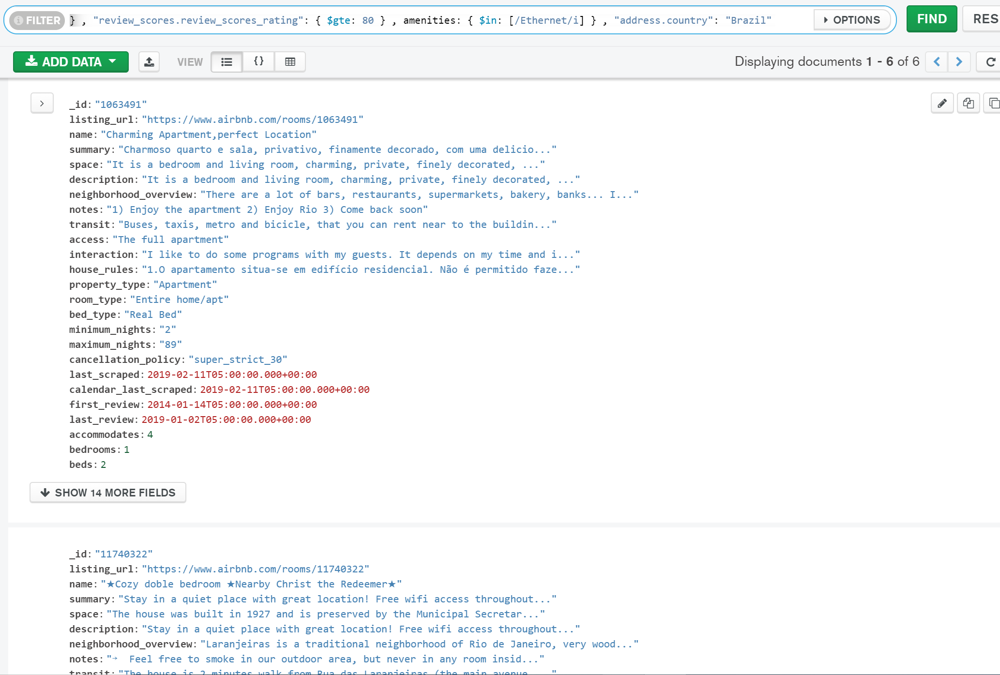 FILTER } , "review_scores.review_scores_rating": { $gte: 80 } , amenities: { $in: [/Ethernet/i] } , "address.country": "Brazil" OPTIONS FIND RES
ADD DATA VIEW {} Displaying documents 1 - 6 of 6
_id: "1063491"
listing_url: "https://www.airbnb.com/rooms/1063491"
name: "Charming Apartment,perfect Location"
summary: "Charmoso quarto e sala, privativo, finamente decorado, com uma delicio..."
space: "It is a bedroom and living room, charming, private, finely decorated, ..."
description: "It is a bedroom and living room, charming, private, finely decorated, ..."
neighborhood_overview: "There are a lot of bars, restaurants, supermarkets, bakery, banks... I..."
notes: "1) Enjoy the apartment 2) Enjoy Rio 3) Come back soon"
transit: "Buses, taxis, metro and bicicle, that you can rent near to the buildin..."
access: "The full apartment"
interaction: "I like to do some programs with my guests. It depends on my time and i..."
house_rules: "1.O apartamento situa-se em edifício residencial. Não é permitido faze..."
property_type: "Apartment"
room_type: "Entire home/apt"
bed_type: "Real Bed"
minimum_nights: "2"
maximum_nights: "89"
cancellation_policy: "super_strict_30"
last_scraped: 2019-02-11T05:00:00.000+00:00
calendar_last_scraped: 2019-02-11T05:00:00.000+00:00
first_review: 2014-01-14T05:00:00.000+00:00
last_review: 2019-01-02T05:00:00.000+00:00
accommodates: 4
bedrooms: 1
beds: 2
SHOW 14 MORE FIELDS
_id: "11740322"
listing_url: "https://www.airbnb.com/rooms/11740322"
name: "★Cozy doble bedroom ★Nearby Christ the Redeemer★"
summary: "Stay in a quiet place with great location! Free wifi access throughout..."
space: "The house was built in 1927 and is preserved by the Municipal Secretar..."
description: "Stay in a quiet place with great location! Free wifi access throughout..."
neighborhood_overview: "Laranjeiras is a traditional neighborhood of Rio de Janeiro, very wood..."
notes: "→ Feel free to smoke in our outdoor area, but never in any room insid..."
transit: "The house is 2 minutes walk from Rua das Laranjeiras (the main avenue ..."